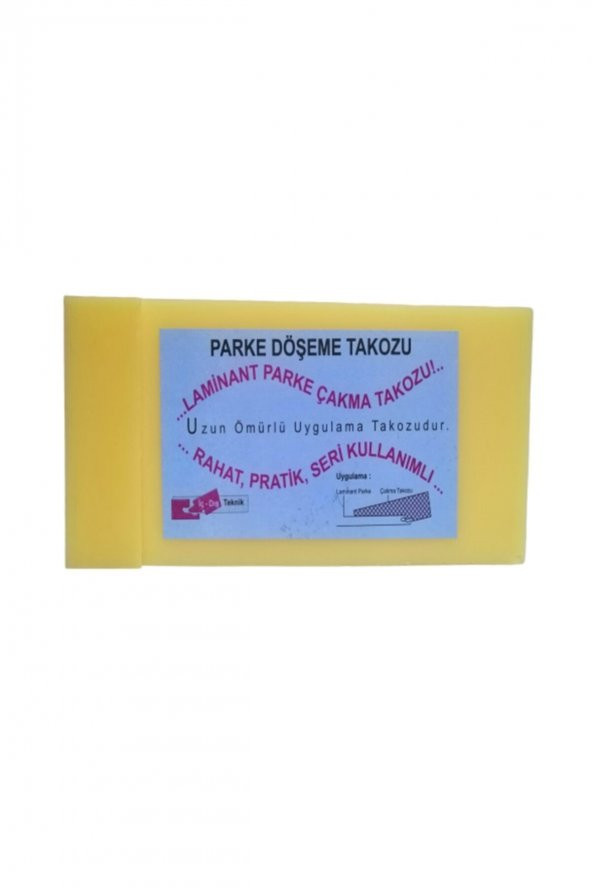 PARKE DÖŞEME TAKOZU
...LAMİNANT PARKE ÇAKMA TAKOZU!..
Uzun Ömürlü Uygulama Takozudur.
... RAHAT, PRATİK, SERİ KULLANIMLI ...
Uygulama :
Laminant Parke Çakma Takozu
İç - Dış Teknik